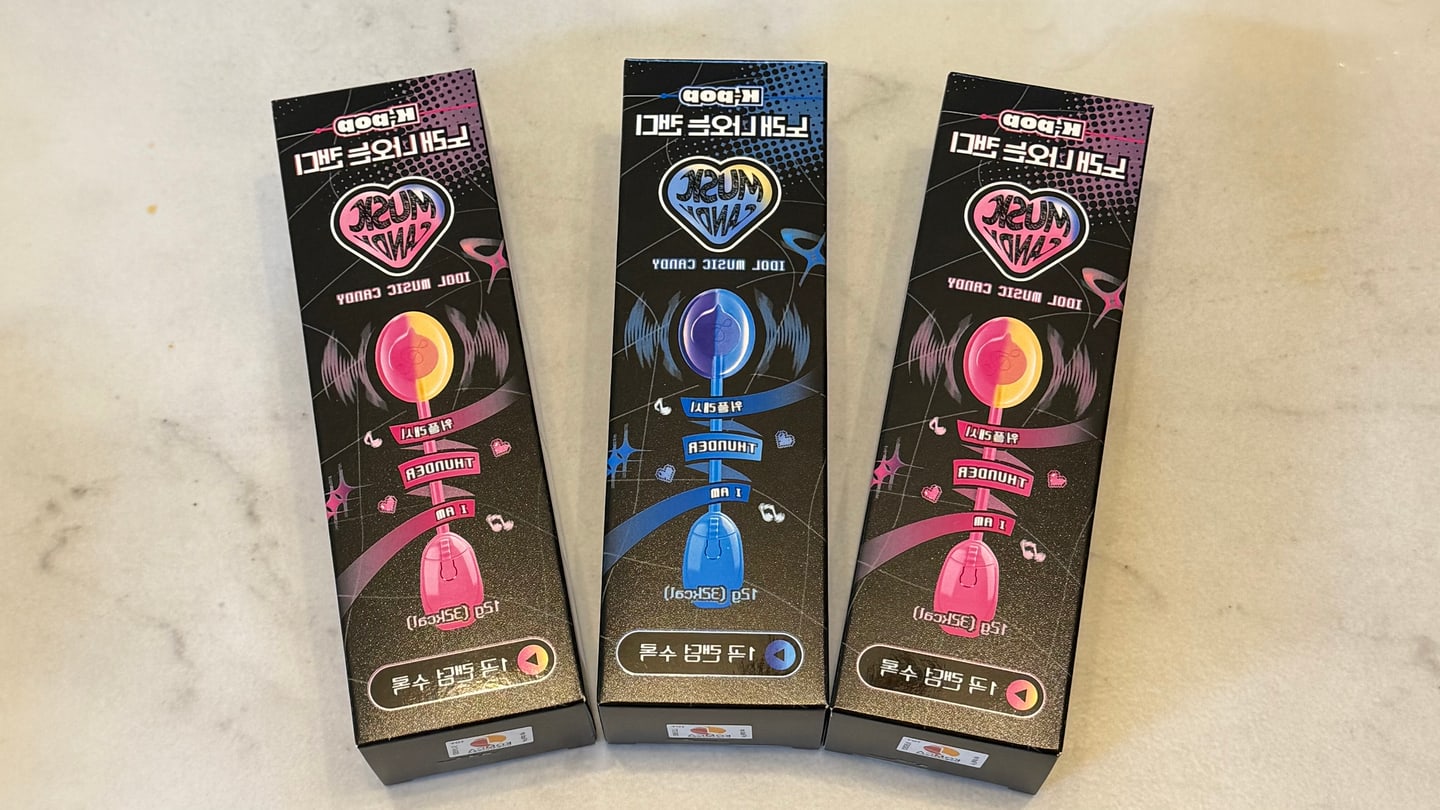 K-POP
노래 나오는 캔디
MUSIC
CANDY
IDOL MUSIC CANDY
위플래시
THUNDER
I AM
12g (32kcal)
1곡 랜덤 수록
K-POP
노래 나오는 캔디
MUSIC
CANDY
IDOL MUSIC CANDY
위플래시
THUNDER
I AM
12g (32kcal)
1곡 랜덤 수록
K-POP
노래 나오는 캔디
MUSIC
CANDY
IDOL MUSIC CANDY
위플래시
THUNDER
I AM
12g (32kcal)
1곡 랜덤 수록